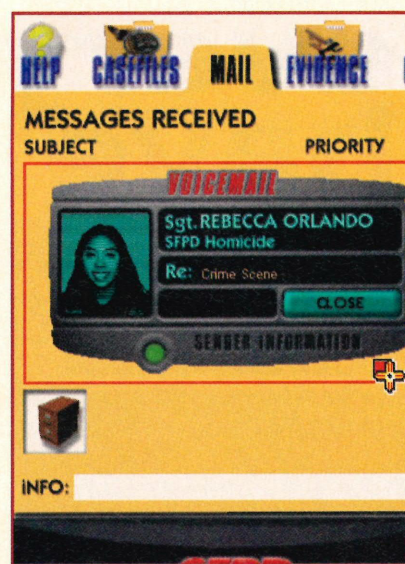 HELP CASEFILES MAIL EVIDENCE
MESSAGES RECEIVED
SUBJECT PRIORITY
VOICEMAIL
Sgt. REBECCA ORLANDO
SFPD Homicide
Re: Crime Scene
CLOSE
SENDER INFORMATION
iNFO:
SFPD